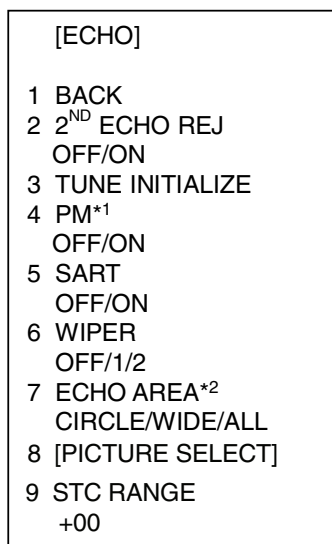 [ECHO]
1 BACK
2 2ND ECHO REJ
OFF/ON
3 TUNE INITIALIZE
4 PM*1
OFF/ON
5 SART
OFF/ON
6 WIPER
OFF/1/2
7 ECHO AREA*2
CIRCLE/WIDE/ALL
8 [PICTURE SELECT]
9 STC RANGE
+00